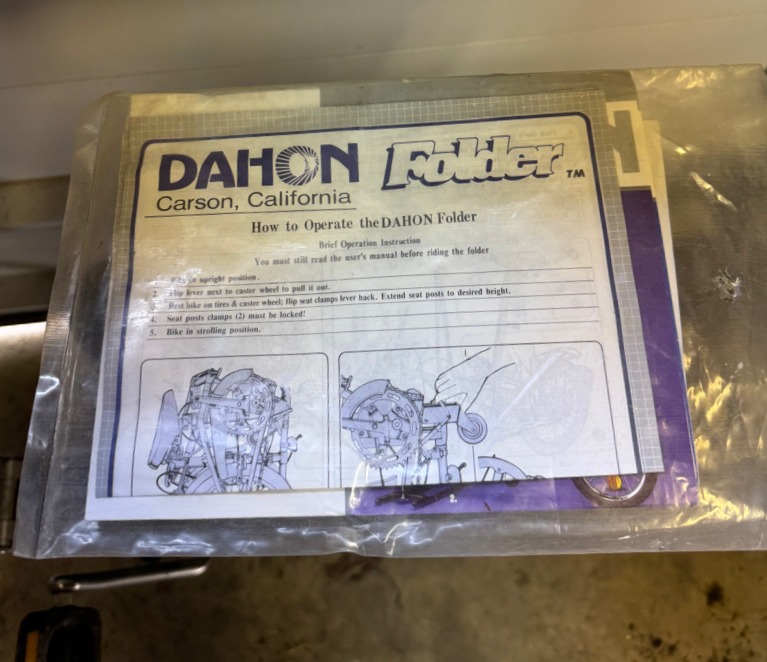 DAHON Folder TM
Carson, California
How to Operate the DAHON Folder
Brief Operation Instruction
You must still read the user's manual before riding the folder
upright position.
2. Flip lever next to caster wheel to pull it out.
Rest bike on tires & caster wheel; flip seat clamps lever back. Extend seat posts to desired height.
4. Seat posts clamps (2) must be locked!
5. Bike in strolling position.
2.